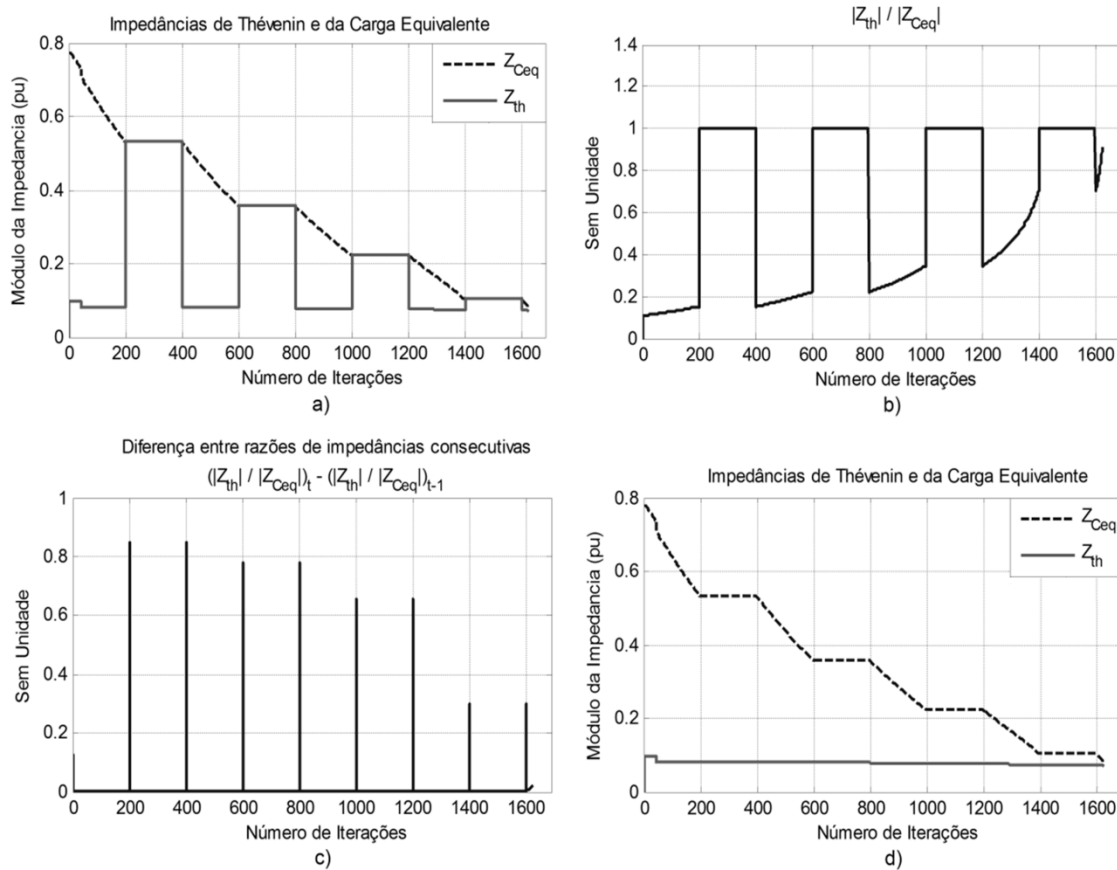 Impedâncias de Thévenin e da Carga Equivalente
0.8
0.6
0.4
0.2
0
Módulo da Impedancia (pu)
Z_Ceq
Z_th
0 200 400 600 800 1000 1200 1400 1600
Número de Iterações
a)
|Z_th| / |Z_Ceq|
1.4
1.2
1
0.8
0.6
0.4
0.2
0
Sem Unidade
0 200 400 600 800 1000 1200 1400 1600
Número de Iterações
b)
Diferença entre razões de impedâncias consecutivas
(|Z_th| / |Z_Ceq|)_t - (|Z_th| / |Z_Ceq|)_t-1
1
0.8
0.6
0.4
0.2
0
Sem Unidade
0 200 400 600 800 1000 1200 1400 1600
Número de Iterações
c)
Impedâncias de Thévenin e da Carga Equivalente
0.8
0.6
0.4
0.2
0
Módulo da Impedancia (pu)
Z_Ceq
Z_th
0 200 400 600 800 1000 1200 1400 1600
Número de Iterações
d)